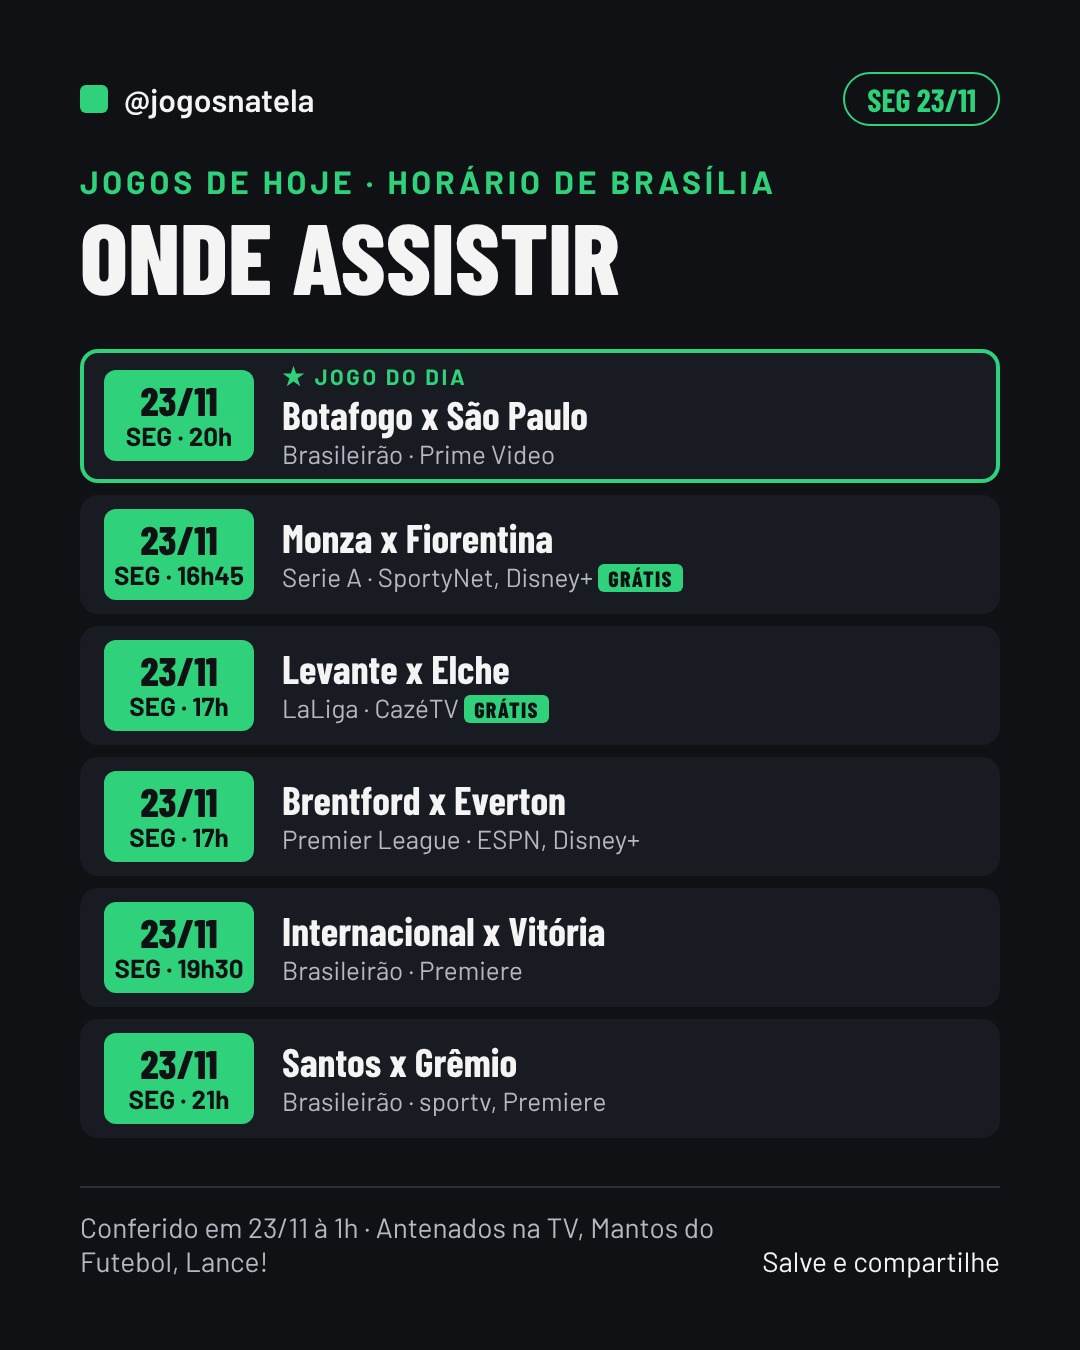 @jogosnatela
SEG 23/11
JOGOS DE HOJE · HORÁRIO DE BRASÍLIA
ONDE ASSISTIR
23/11
SEG · 20h
★ JOGO DO DIA
Botafogo x São Paulo
Brasileirão · Prime Video
23/11
SEG · 16h45
Monza x Fiorentina
Serie A · SportyNet, Disney+ GRÁTIS
23/11
SEG · 17h
Levante x Elche
LaLiga · CazéTV GRÁTIS
23/11
SEG · 17h
Brentford x Everton
Premier League · ESPN, Disney+
23/11
SEG · 19h30
Internacional x Vitória
Brasileirão · Premiere
23/11
SEG · 21h
Santos x Grêmio
Brasileirão · sportv, Premiere
Conferido em 23/11 à 1h · Antenados na TV, Mantos do
Futebol, Lance!
Salve e compartilhe